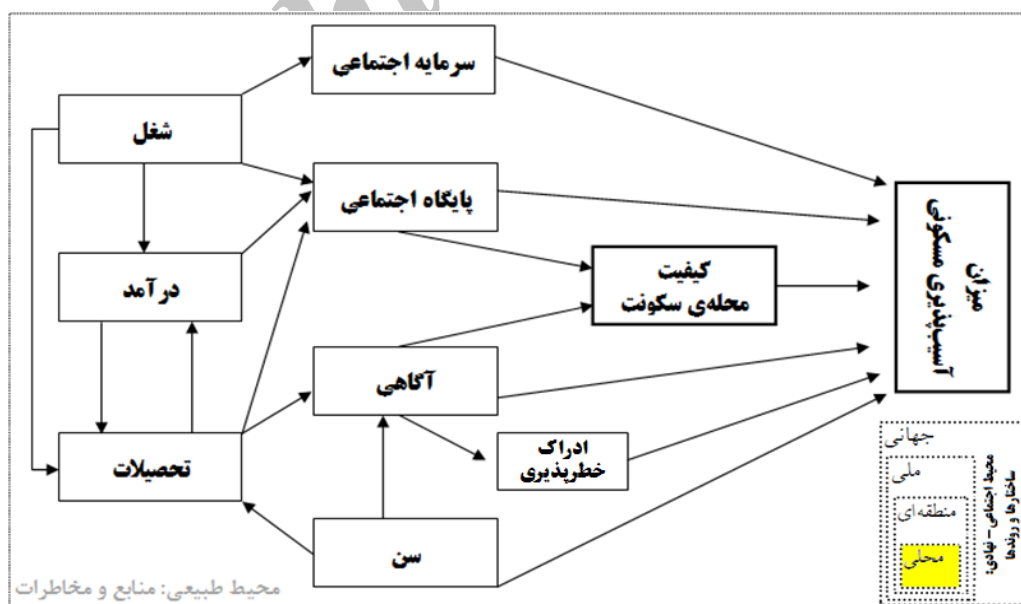 سرمایه اجتماعی
شغل
پایگاه اجتماعی
میزان
آسیب‌پذیری مسکونی
کیفیت
محله‌ی سکونت
درآمد
آگاهی
ادراک
خطرپذیری
تحصیلات
سن
جهانی
ملی
منطقه‌ای
محلی
محیط اجتماعی – نهادی:
ساختارها و روندها
محیط طبیعی: منابع و مخاطرات